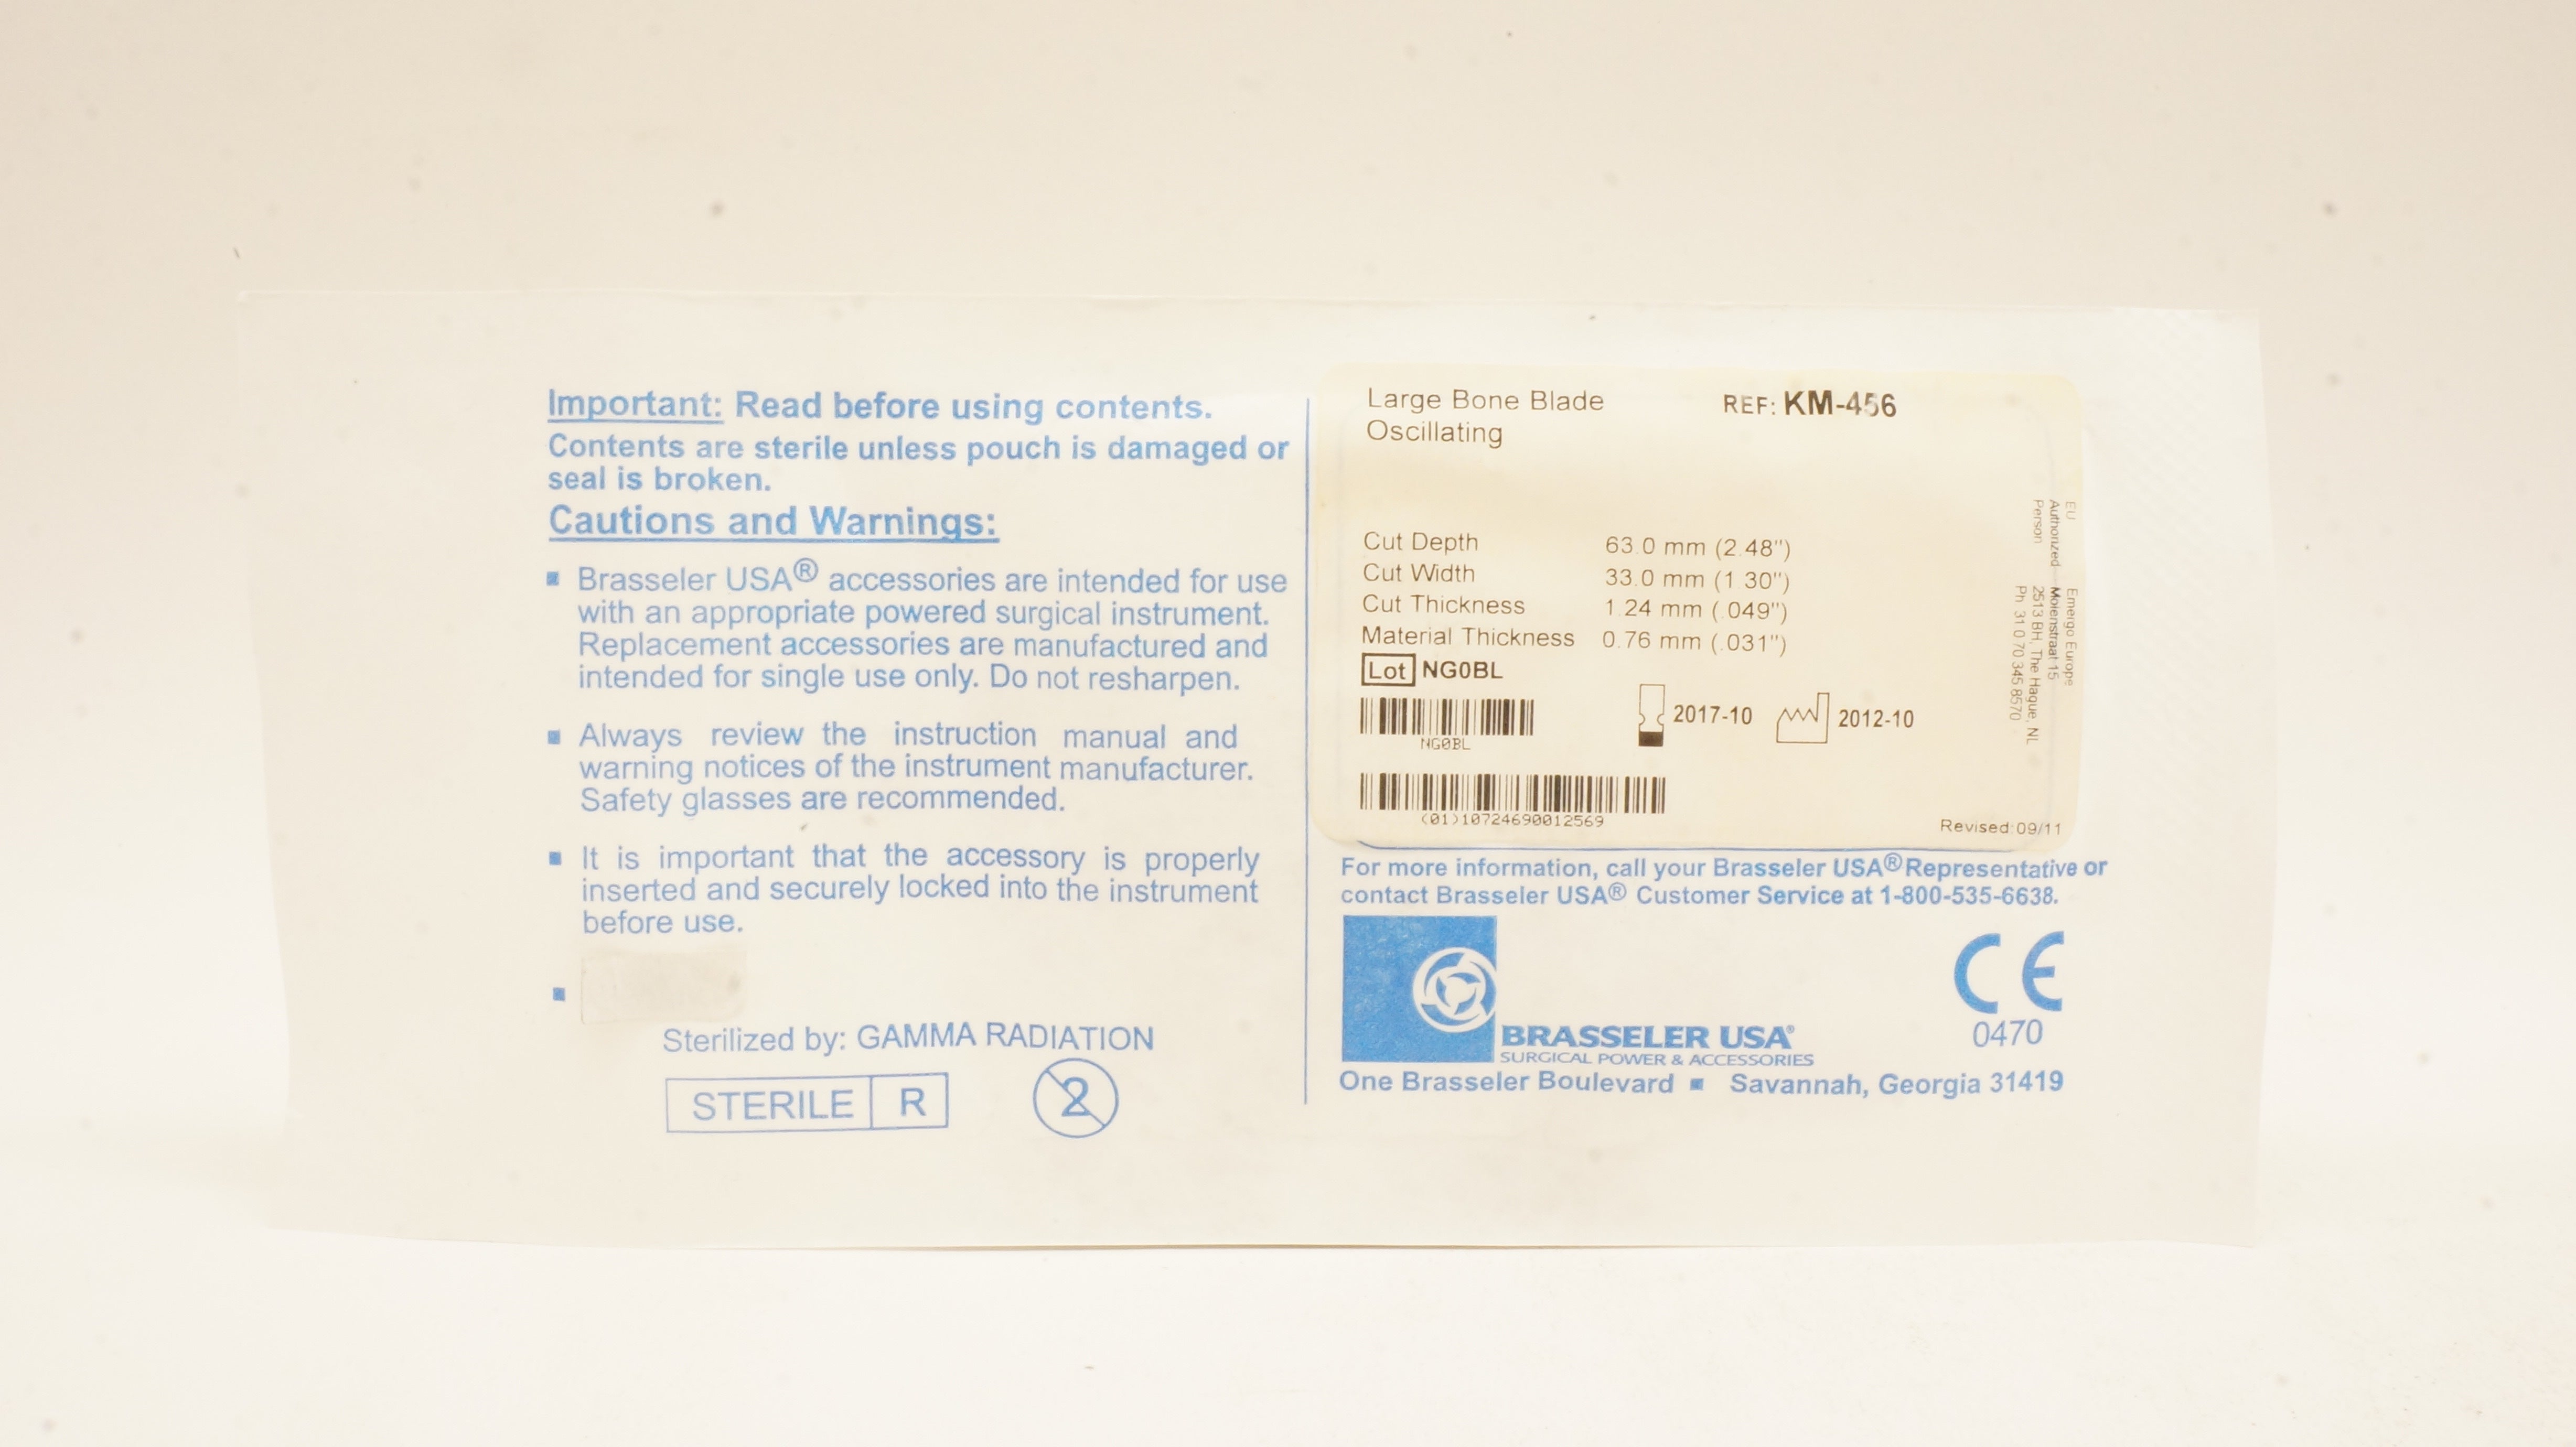 Important: Read before using contents.
Contents are sterile unless pouch is damaged or
seal is broken.
Cautions and Warnings:
▪ Brasseler USA® accessories are intended for use
with an appropriate powered surgical instrument.
Replacement accessories are manufactured and
intended for single use only. Do not resharpen.
▪ Always review the instruction manual and
warning notices of the instrument manufacturer.
Safety glasses are recommended.
▪ It is important that the accessory is properly
inserted and securely locked into the instrument
before use.
▪
Sterilized by: GAMMA RADIATION
STERILE R
2
Large Bone Blade REF: KM-456
Oscillating
Cut Depth 63.0 mm (2.48")
Cut Width 33.0 mm (1 30")
Cut Thickness 1.24 mm (.049")
Material Thickness 0.76 mm (.031")
Lot NG0BL
2017-10 2012-10
NG0BL
(01)10724690012569
Revised:09/11
EU
Authorized
Person
Emergo Europe
Molenstraat 15
2513 BH, The Hague, NL
Ph 31 0 70 345 8570
For more information, call your Brasseler USA® Representative or
contact Brasseler USA® Customer Service at 1-800-535-6638.
BRASSELER USA®
SURGICAL POWER & ACCESSORIES
CE
0470
One Brasseler Boulevard ▪ Savannah, Georgia 31419